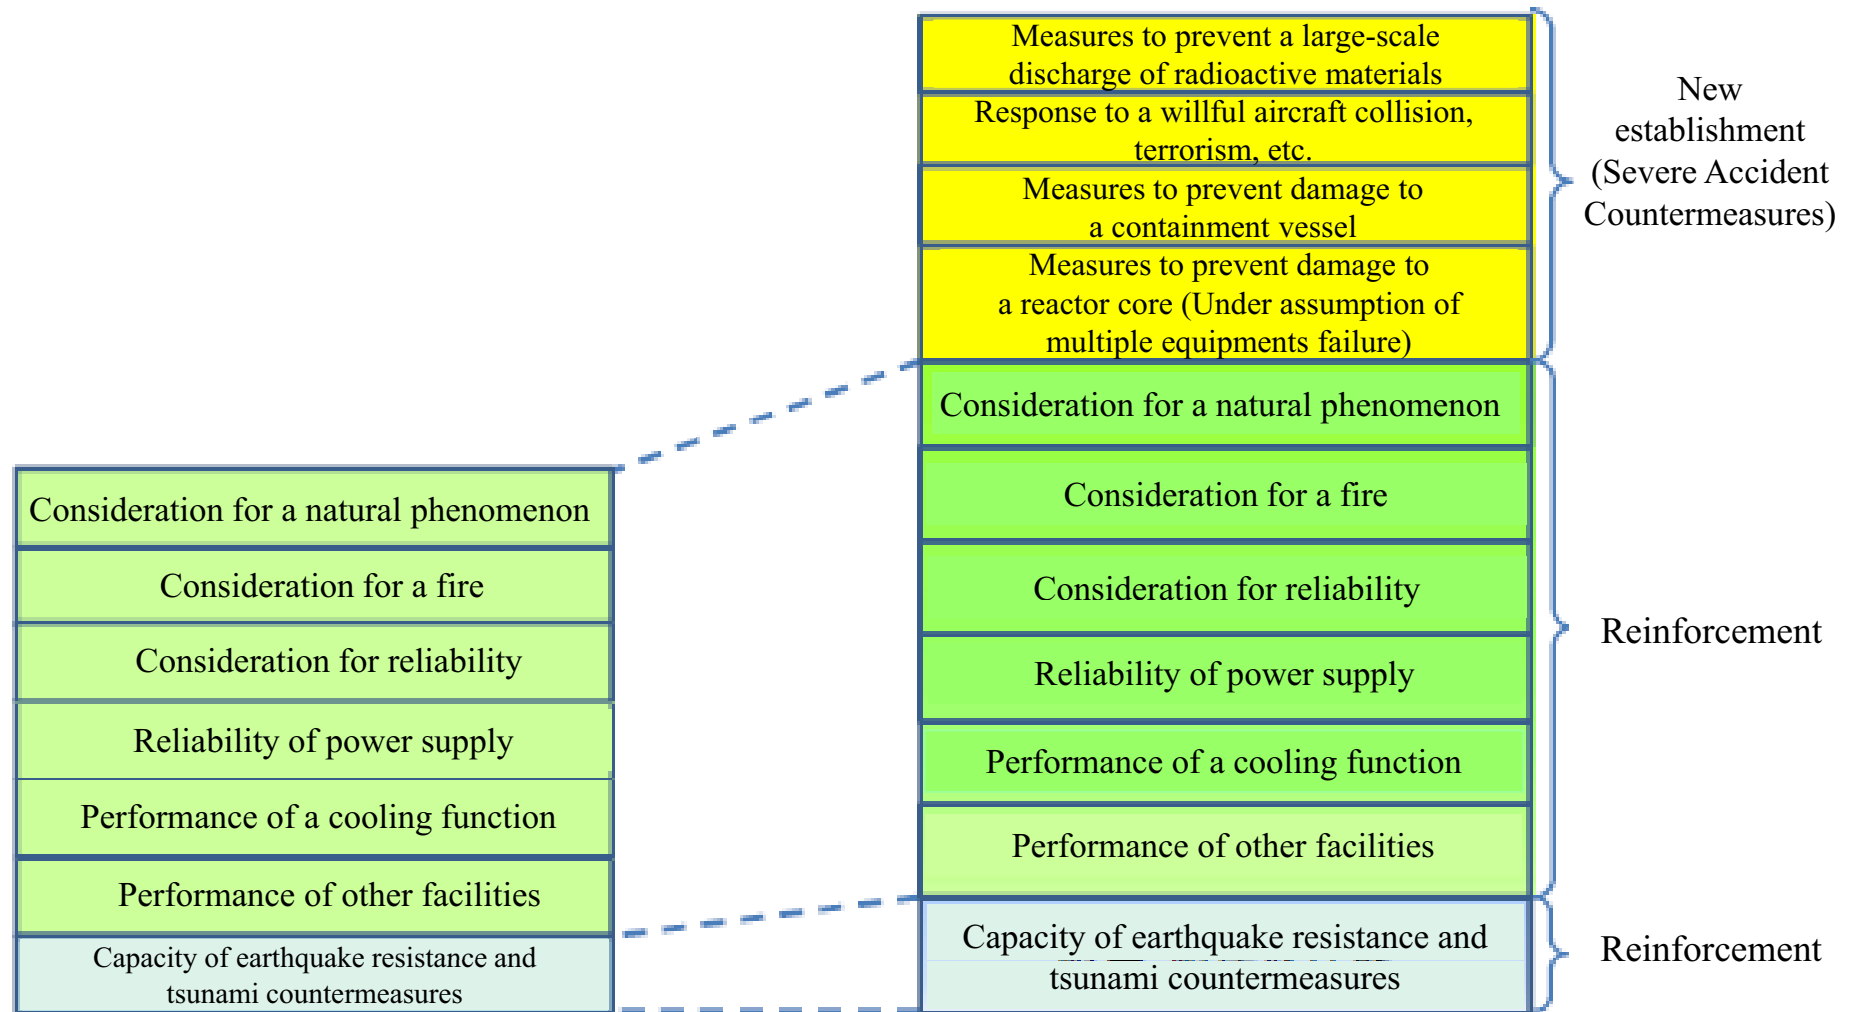 Consideration for a natural phenomenon
Consideration for a fire
Consideration for reliability
Reliability of power supply
Performance of a cooling function
Performance of other facilities
Capacity of earthquake resistance and
tsunami countermeasures
Measures to prevent a large-scale
discharge of radioactive materials
Response to a willful aircraft collision,
terrorism, etc.
Measures to prevent damage to
a containment vessel
Measures to prevent damage to
a reactor core (Under assumption of
multiple equipments failure)
Consideration for a natural phenomenon
Consideration for a fire
Consideration for reliability
Reliability of power supply
Performance of a cooling function
Performance of other facilities
Capacity of earthquake resistance and
tsunami countermeasures
New
establishment
(Severe Accident
Countermeasures)
Reinforcement
Reinforcement